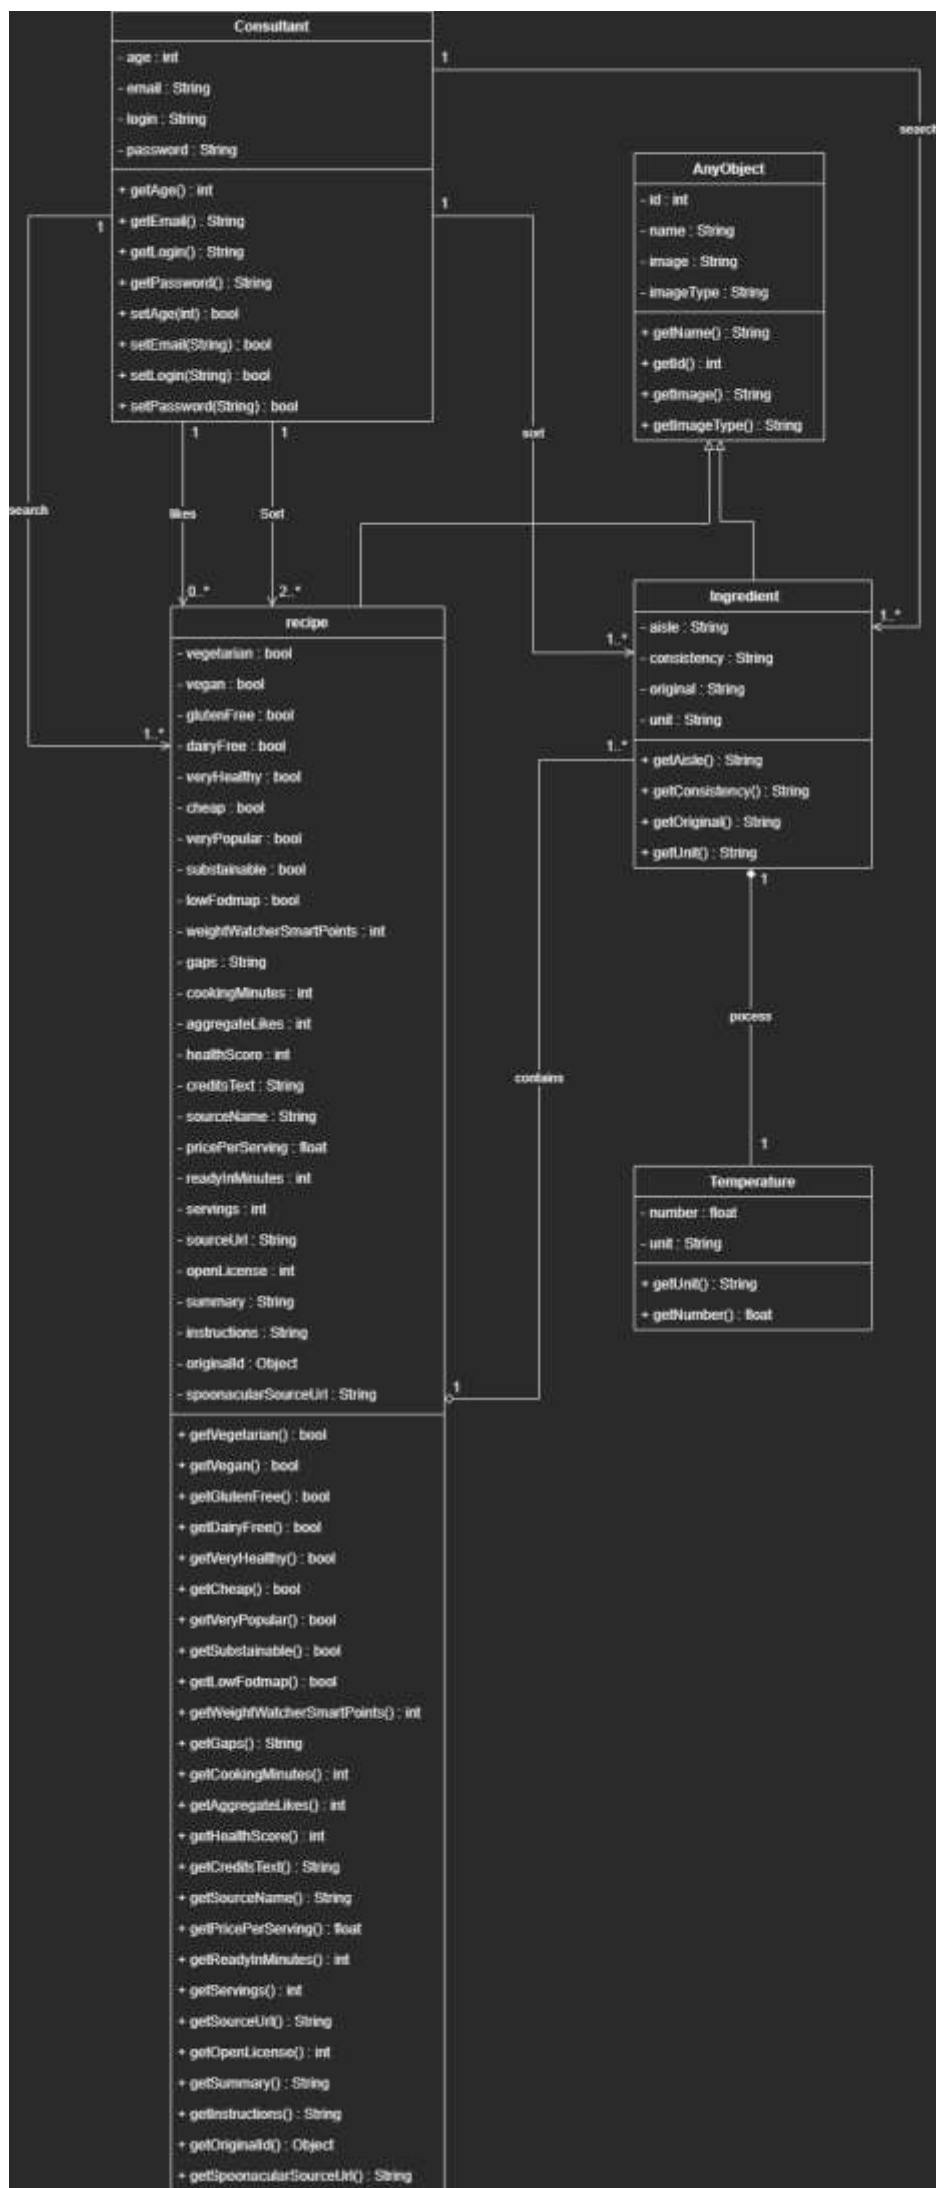 Consultant
- age : int
- email : String
- login : String
- password : String
+ getAge() : int
+ getEmail() : String
+ getLogin() : String
+ getPassword() : String
+ setAge(int) : bool
+ setEmail(String) : bool
+ setLogin(String) : bool
+ setPassword(String) : bool
1
search
1
1
AnyObject
- id : int
- name : String
- image : String
- imageType : String
+ getName() : String
+ getId() : int
+ getImage() : String
+ getImageType() : String
sort
search
1
1
likes
Sort
0..*
2..*
1..*
recipe
- vegetarian : bool
- vegan : bool
- glutenFree : bool
- dairyFree : bool
- veryHealthy : bool
- cheap : bool
- veryPopular : bool
- substainable : bool
- lowFodmap : bool
- weightWatcherSmartPoints : int
- gaps : String
- cookingMinutes : int
- aggregateLikes : int
- healthScore : int
- creditsText : String
- sourceName : String
- pricePerServing : float
- readyInMinutes : int
- servings : int
- sourceUrl : String
- openLicense : int
- summary : String
- instructions : String
- originalId : Object
- spoonacularSourceUrl : String
+ getVegetarian() : bool
+ getVegan() : bool
+ getGlutenFree() : bool
+ getDairyFree() : bool
+ getVeryHealthy() : bool
+ getCheap() : bool
+ getVeryPopular() : bool
+ getSubstainable() : bool
+ getLowFodmap() : bool
+ getWeightWatcherSmartPoints() : int
+ getGaps() : String
+ getCookingMinutes() : int
+ getAggregateLikes() : int
+ getHealthScore() : int
+ getCreditsText() : String
+ getSourceName() : String
+ getPricePerServing() : float
+ getReadyInMinutes() : int
+ getServings() : int
+ getSourceUrl() : String
+ getOpenLicense() : int
+ getSummary() : String
+ getInstructions() : String
+ getOriginalId() : Object
+ getSpoonacularSourceUrl() : String
Ingredient
- aisle : String
- consistency : String
- original : String
- unit : String
+ getAisle() : String
+ getConsistency() : String
+ getOriginal() : String
+ getUnit() : String
1..*
1..*
1..*
1
contains
1
pocess
1
Temperature
- number : float
- unit : String
+ getUnit() : String
+ getNumber() : float
1